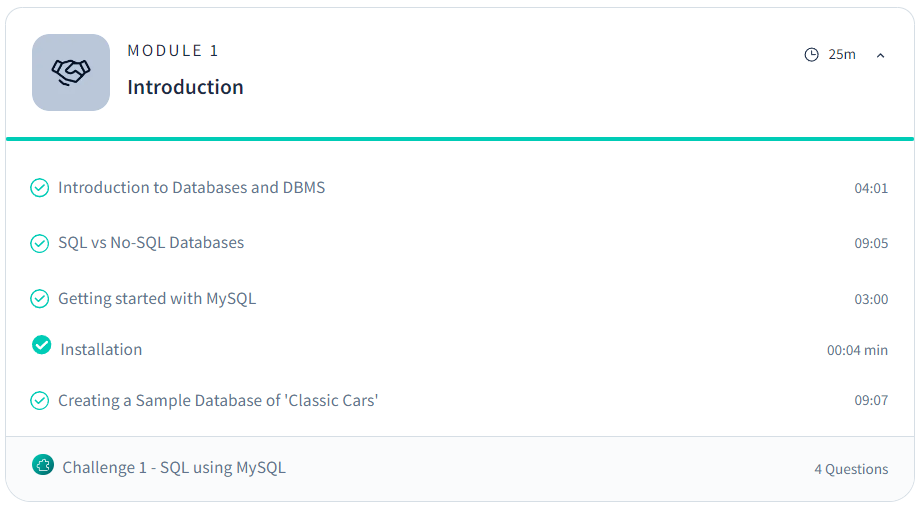 MODULE 1
25m
Introduction
Introduction to Databases and DBMS 04:01
SQL vs No-SQL Databases 09:05
Getting started with MySQL 03:00
Installation 00:04 min
Creating a Sample Database of 'Classic Cars' 09:07
Challenge 1 - SQL using MySQL 4 Questions